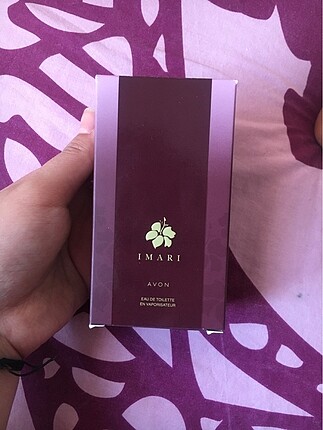 IMARI
AVON
EAU DE TOILETTE
EN VAPORISATEUR